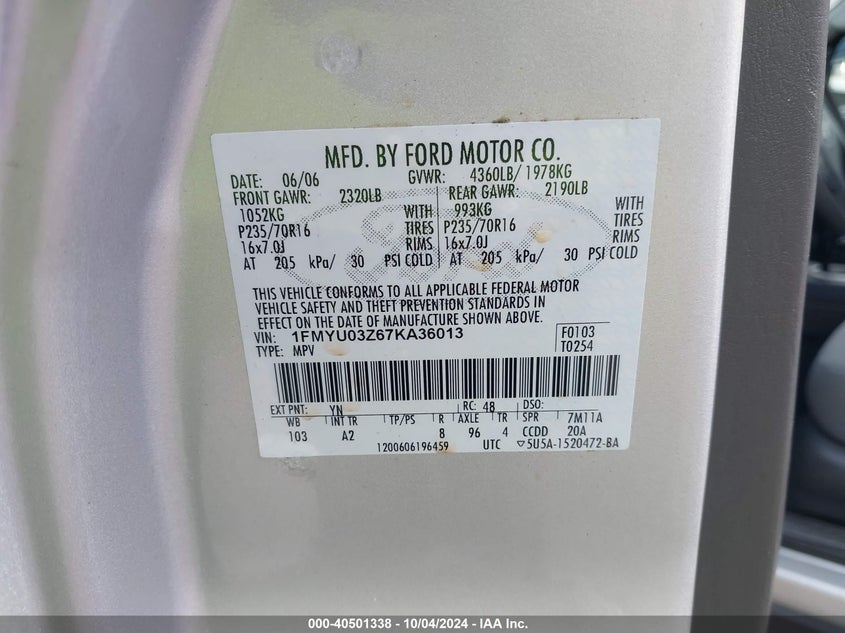 MFD. BY FORD MOTOR CO.
DATE: 06/06 GVWR: 4360LB/ 1978KG
FRONT GAWR: 2320LB REAR GAWR: 2190LB
1052KG WITH 993KG WITH
P235/70R16 TIRES P235/70R16 TIRES
16x7.0J RIMS 16x7.0J RIMS
AT 205 kPa/ 30 PSI COLD AT 205 kPa/ 30 PSI COLD
THIS VEHICLE CONFORMS TO ALL APPLICABLE FEDERAL MOTOR
VEHICLE SAFETY AND THEFT PREVENTION STANDARDS IN
EFFECT ON THE DATE OF MANUFACTURE SHOWN ABOVE.
VIN: 1FMYU03Z67KA36013 F0103
TYPE: MPV T0254
EXT PNT: YN RC: 48 DSO:
WB INT TR TP/PS R AXLE TR SPR 7M11A
103 A2 8 96 4 CCDD 20A
1200606196459 UTC ▽5U5A-1520472-BA
000-40501338 - 10/04/2024 - IAA Inc.